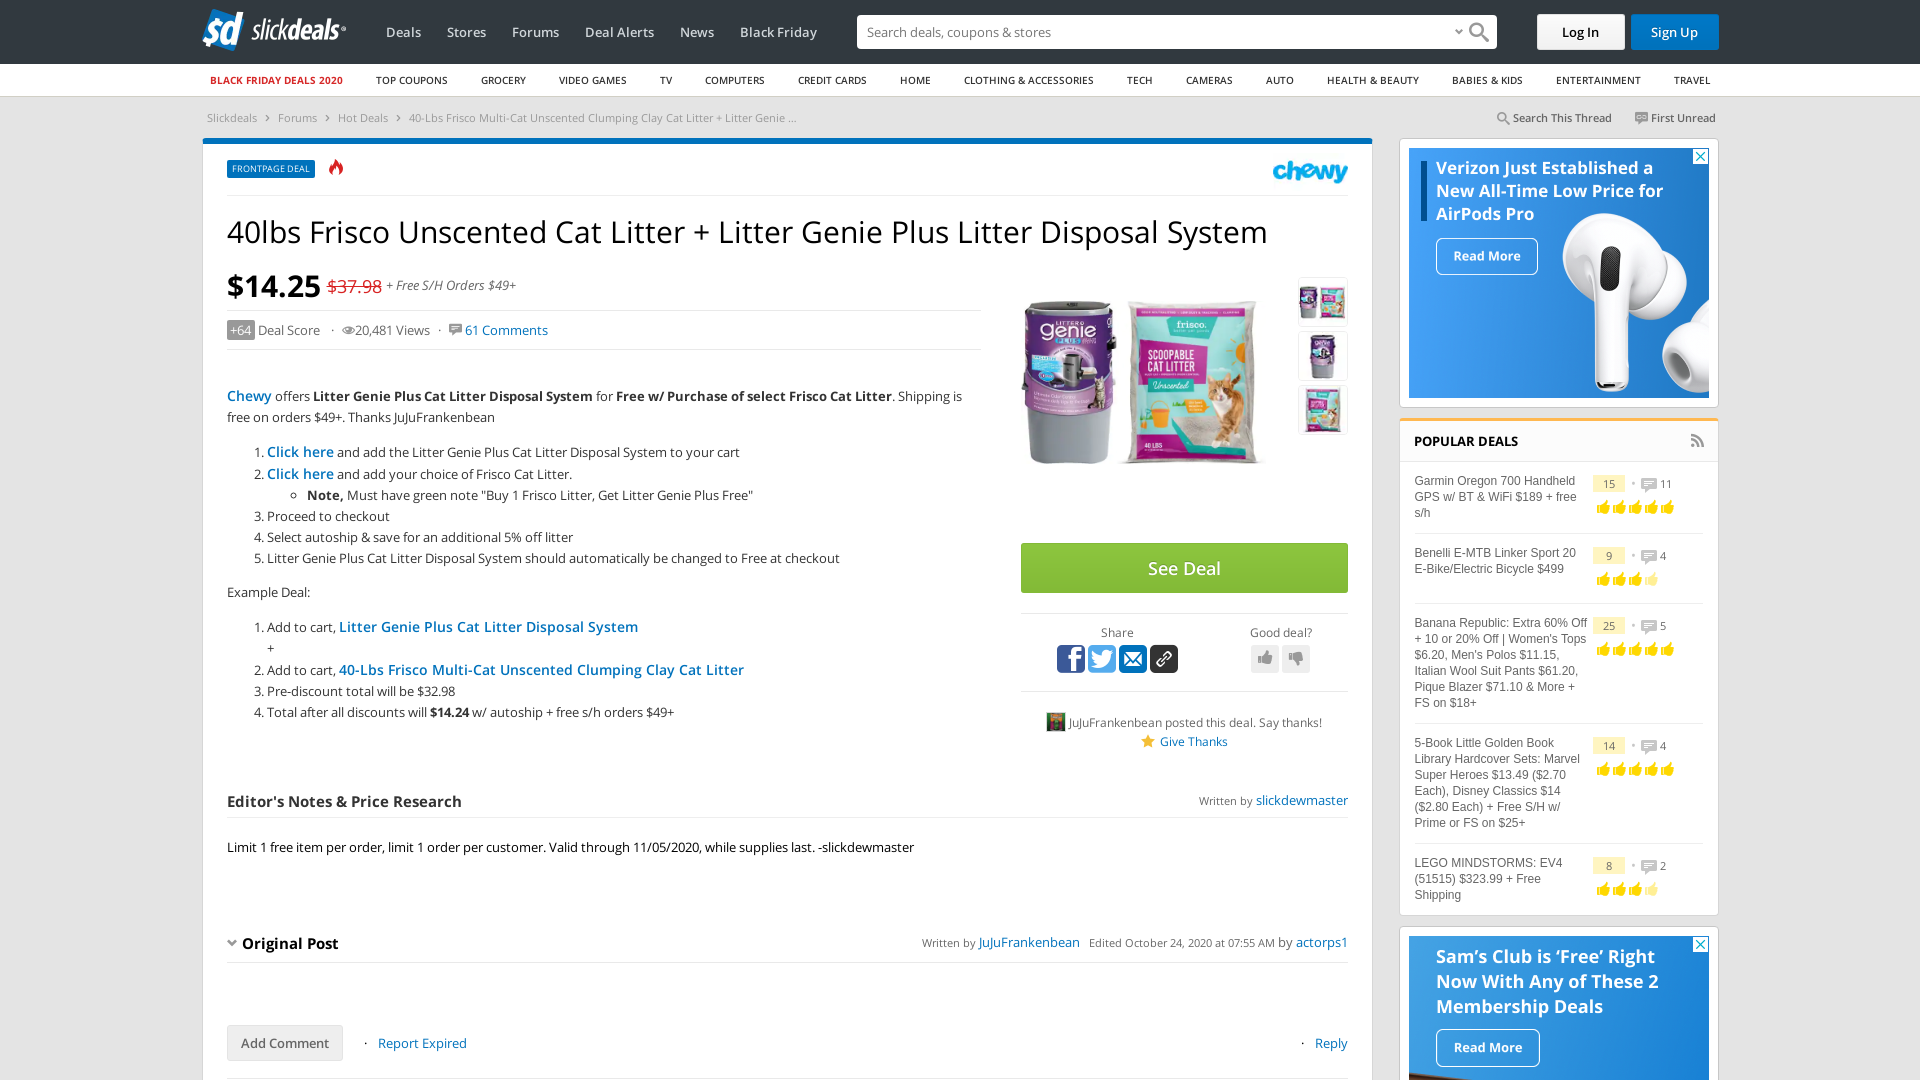 sd slickdeals
Deals
Stores
Forums
Deal Alerts
News
Black Friday
Search deals, coupons & shopping
Log In
Sign Up
BLACK FRIDAY DEALS 2020
TOP COUPONS
GROCERY
VIDEO GAMES
TV
COMPUTERS
CREDIT CARDS
HOME
CLOTHING & ACCESSORIES
TECH
CAMERAS
AUTO
HEALTH & BEAUTY
BABIES & KIDS
ENTERTAINMENT
TRAVEL
Slickdeals > Forums > Hot Deals > 40-Lbs Frisco Multi-Cat Unscented Clumping Clay Cat Litter + Litter Genie ...
Search This Thread
First Unread
FRONTPAGE DEAL
chewy
40lbs Frisco Unscented Cat Litter + Litter Genie Plus Litter Disposal System
$14.25 $37.98 + Free S/H Orders $49+
+64 Deal Score · 20,481 Views · 61 Comments
Chewy offers Litter Genie Plus Cat Litter Disposal System for Free w/ Purchase of select Frisco Cat Litter. Shipping is
free on orders $49+. Thanks JuJuFrankenbean
1. Click here and add the Litter Genie Plus Cat Litter Disposal System to your cart
2. Click here and add your choice of Frisco Cat Litter.
Note, Must have green note "Buy 1 Frisco Litter, Get Litter Genie Plus Free"
3. Proceed to checkout
4. Select autoship & save for an additional 5% off litter
5. Litter Genie Plus Cat Litter Disposal System should automatically be changed to Free at checkout
Example Deal:
1. Add to cart, Litter Genie Plus Cat Litter Disposal System
+
2. Add to cart, 40-Lbs Frisco Multi-Cat Unscented Clumping Clay Cat Litter
3. Pre-discount total will be $32.98
4. Total after all discounts will $14.24 w/ autoship + free s/h orders $49+
LITTER
genie
PLUS
frisco.
SCOOPABLE
CAT LITTER
Unscented
40 LBS
See Deal
Share
Good deal?
JuJuFrankenbean posted this deal. Say thanks!
Give Thanks
Editor's Notes & Price Research
Written by slickdewmaster
Limit 1 free item per order, limit 1 order per customer. Valid through 11/05/2020, while supplies last. -slickdewmaster
Original Post
Written by JuJuFrankenbean Edited October 24, 2020 at 07:55 AM by actorps1
Add Comment · Report Expired
· Reply
Verizon Just Established a
New All-Time Low Price for
AirPods Pro
Read More
POPULAR DEALS
Garmin Oregon 700 Handheld
GPS w/ BT & WiFi $189 + free
s/h
15 • 11
Benelli E-MTB Linker Sport 20
E-Bike/Electric Bicycle $499
9 • 4
Banana Republic: Extra 60% Off
+ 10 or 20% Off | Women's Tops
$6.20, Men's Polos $11.15,
Italian Wool Suit Pants $61.20,
Pique Blazer $71.10 & More +
FS on $18+
25 • 5
5-Book Little Golden Book
Library Hardcover Sets: Marvel
Super Heroes $13.49 ($2.70
Each), Disney Classics $14
($2.80 Each) + Free S/H w/
Prime or FS on $25+
14 • 4
LEGO MINDSTORMS: EV4
(51515) $323.99 + Free
Shipping
8 • 2
Sam's Club is 'Free' Right
Now With Any of These 2
Membership Deals
Read More